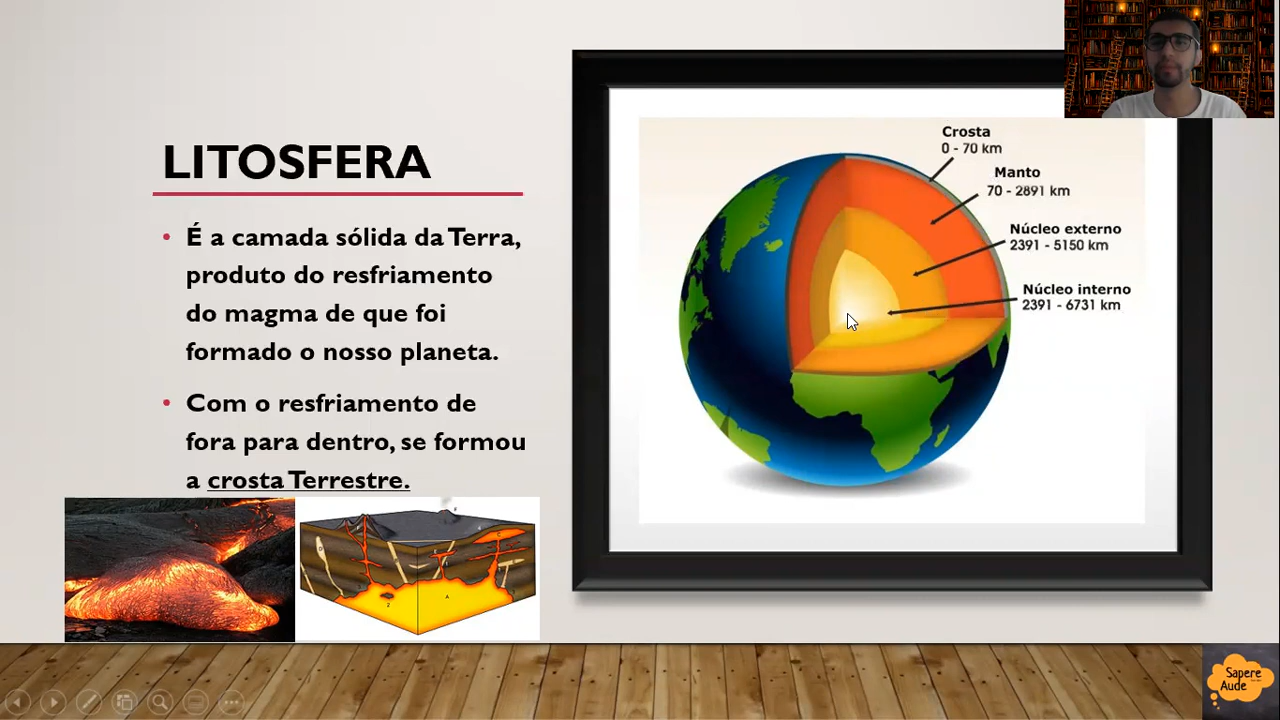 LITOSFERA
• É a camada sólida da Terra,
produto do resfriamento
do magma de que foi
formado o nosso planeta.
• Com o resfriamento de
fora para dentro, se formou
a crosta Terrestre.
Crosta
0 - 70 km
Manto
70 - 2891 km
Núcleo externo
2391 - 5150 km
Núcleo interno
2391 - 6731 km
Sapere
Aude